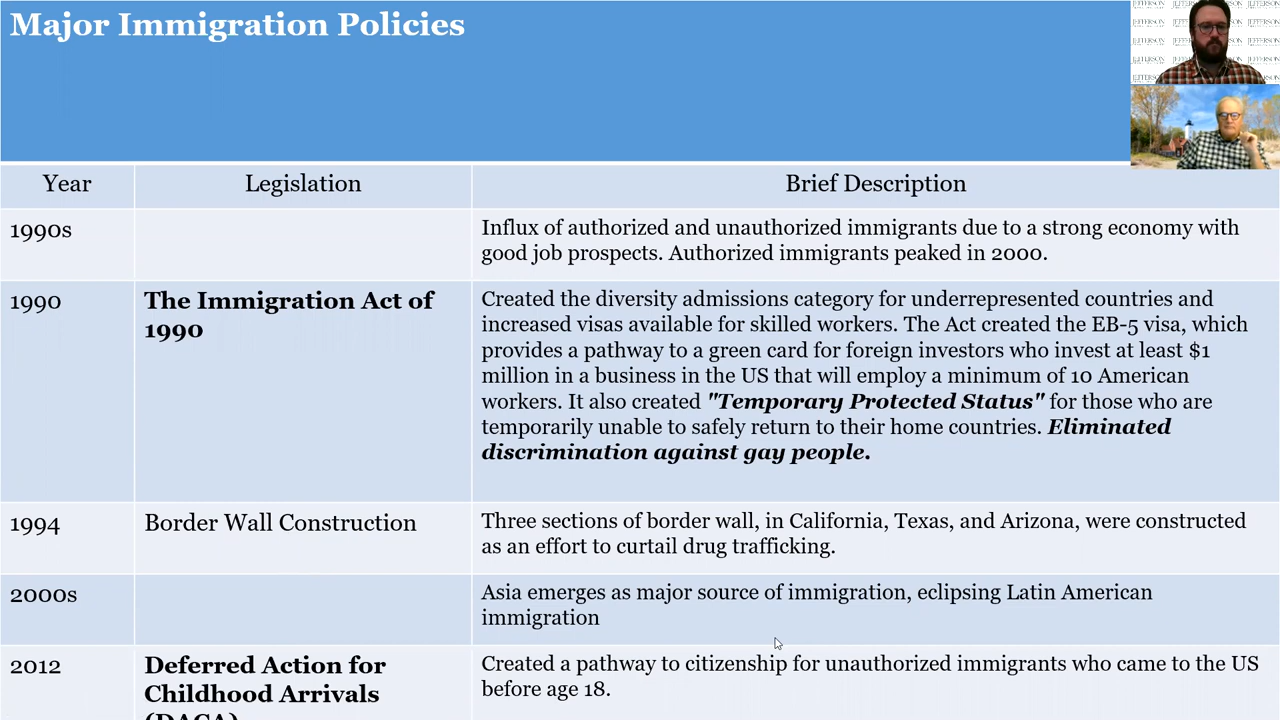 Major Immigration Policies
JEFFERSON
Year
Legislation
Brief Description
1990s
Influx of authorized and unauthorized immigrants due to a strong economy with
good job prospects. Authorized immigrants peaked in 2000.
1990
The Immigration Act of
1990
Created the diversity admissions category for underrepresented countries and
increased visas available for skilled workers. The Act created the EB-5 visa, which
provides a pathway to a green card for foreign investors who invest at least $1
million in a business in the US that will employ a minimum of 10 American
workers. It also created "Temporary Protected Status" for those who are
temporarily unable to safely return to their home countries. Eliminated
discrimination against gay people.
1994
Border Wall Construction
Three sections of border wall, in California, Texas, and Arizona, were constructed
as an effort to curtail drug trafficking.
2000s
Asia emerges as major source of immigration, eclipsing Latin American
immigration
2012
Deferred Action for
Childhood Arrivals
(DACA)
Created a pathway to citizenship for unauthorized immigrants who came to the US
before age 18.